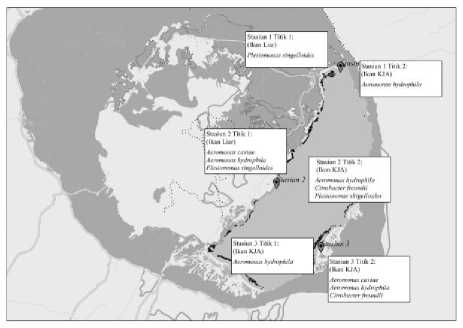 Stasiun 1 Titik 1:
(Ikan Liar)
Plesiomonas shigelloides
Stasiun 1 Titik 2:
(Ikan KJA)
Aeromonas hydrophila
Stasiun 2 Titik 1:
(Ikan Liar)
Aeromonas caviae
Aeromonas hydrophila
Plesiomonas shigelloides
Stasiun 2 Titik 2:
(Ikan KJA)
Aeromonas hydrophila
Citrobacter freundii
Plesiomonas shigelloides
Stasiun 2
Stasiun 3 Titik 1:
(Ikan KJA)
Aeromonas hydrophila
Stasiun 3
Stasiun 3 Titik 2:
(Ikan KJA)
Aeromonas caviae
Aeromonas hydrophila
Citrobacter freundii